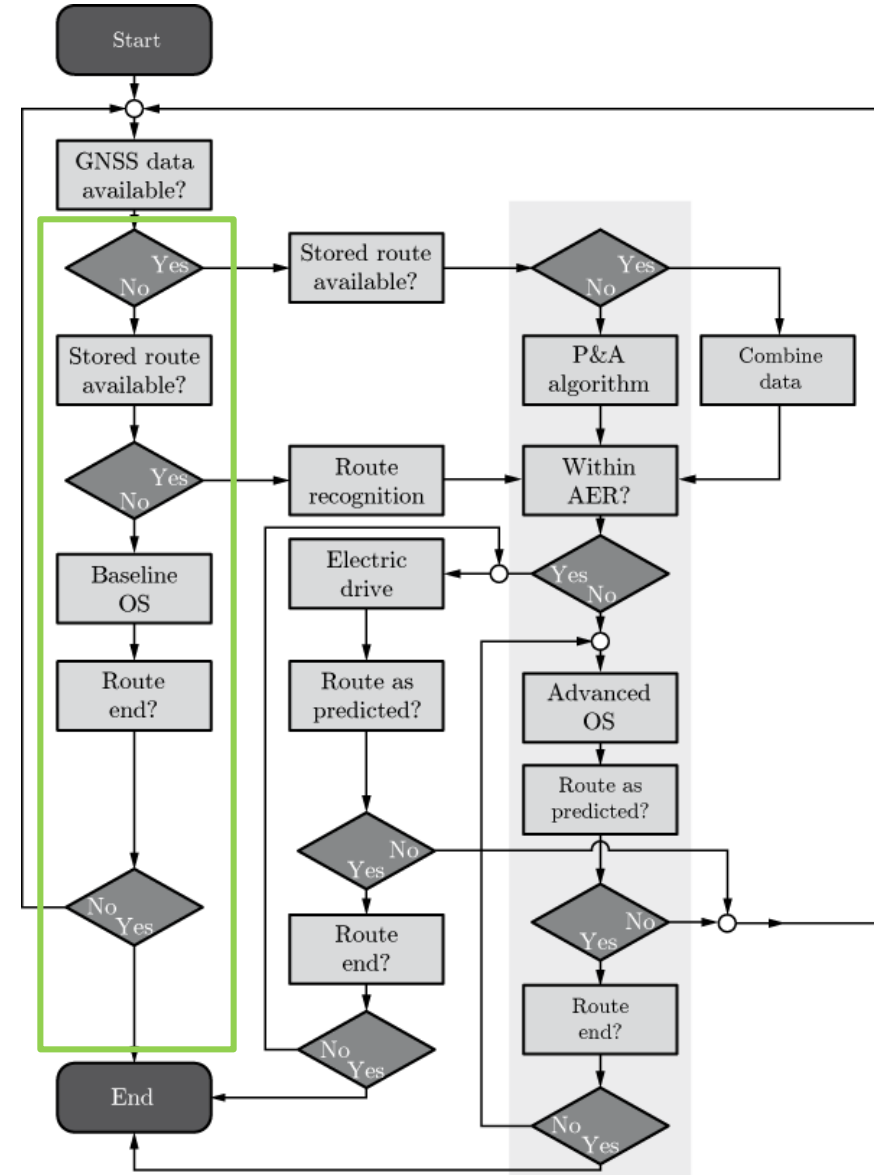 Start
GNSS data
available?
Yes
No
Stored route
available?
Yes
No
Stored route
available?
P&A
algorithm
Combine
data
Yes
No
Route
recognition
Within
AER?
Baseline
OS
Electric
drive
Yes
No
Route
end?
Route as
predicted?
Advanced
OS
Route as
predicted?
No
Yes
No
Yes
No
Yes
Route
end?
Route
end?
No
Yes
End
No
Yes